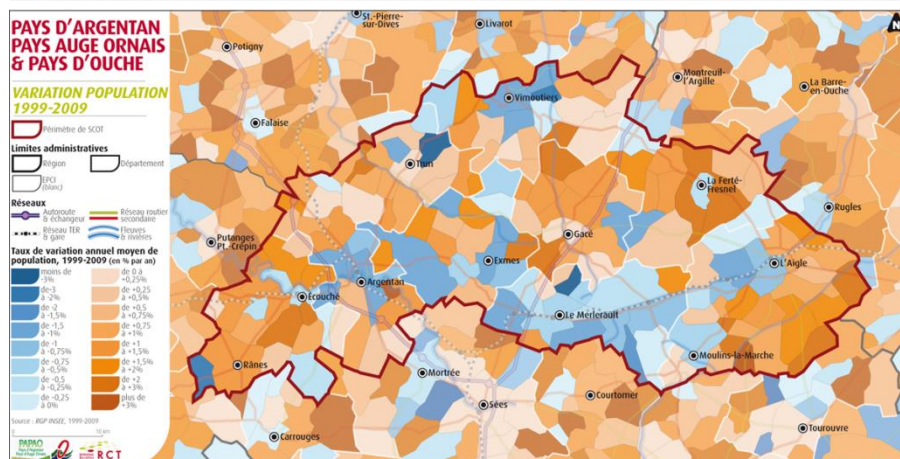 PAYS D'ARGENTAN
PAYS AUGE ORNAIS
& PAYS D'OUCHE
VARIATION POPULATION
1999-2009
Périmètre de SCOT
Limites administratives
Région
Département
EPCI
(blanc)
Réseaux
Autoroute
& échangeur
Réseau routier
secondaire
Réseau TER
& gare
Fleuves
& rivières
Taux de variation annuel moyen de
population, 1999-2009 (en % par an)
moins de
-3%
de -3
à -2%
de -2
à -1,5%
de -1,5
à -1%
de -1
à -0,75%
de -0,75
à -0,5%
de -0,5
à -0,25%
de -0,25
à 0%
de 0 à
+0,25%
de +0,25
à +0,5%
de +0,5
à +0,75%
de +0,75
à +1%
de +1
à +1,5%
de +1,5%
à +2%
de +2
à +3%
plus de
+3%
Source : RGP INSEE, 1999-2009
0 10 km
PAPAO
RCT
N
St.-Pierre-
sur-Dives
Livarot
Potigny
Montreuil-
l'Argille
La Barre-
en-Ouche
Vimoutiers
Falaise
Trun
La Ferté-
Fresnel
Rugles
Putanges
Pt.-Crépin
Gacé
Exmes
L'Aigle
Argentan
Ecouché
Le Merlerault
Rânes
Moulins-la-Marche
Mortrée
Courtomer
Sées
Carrouges
Tourouvre